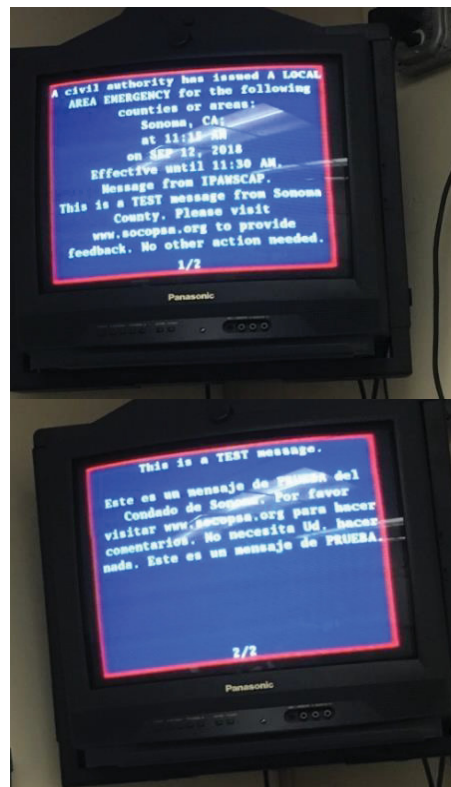 A civil authority has issued A LOCAL
AREA EMERGENCY for the following
counties or areas:
Sonoma, CA;
at 11:15 AM
on SEP 12, 2018
Effective until 11:30 AM.
Message from IPAWSCAP.
This is a TEST message from Sonoma
County. Please visit
www.socopsa.org to provide
feedback. No other action needed.
1/2
Panasonic
This is a TEST message.
Este es un mensaje de PRUEBA del
Condado de Sonoma. Por favor
visitar www.socopsa.org para hacer
comentarios. No necesita Ud. hacer
nada. Este es un mensaje de PRUEBA.
2/2
Panasonic